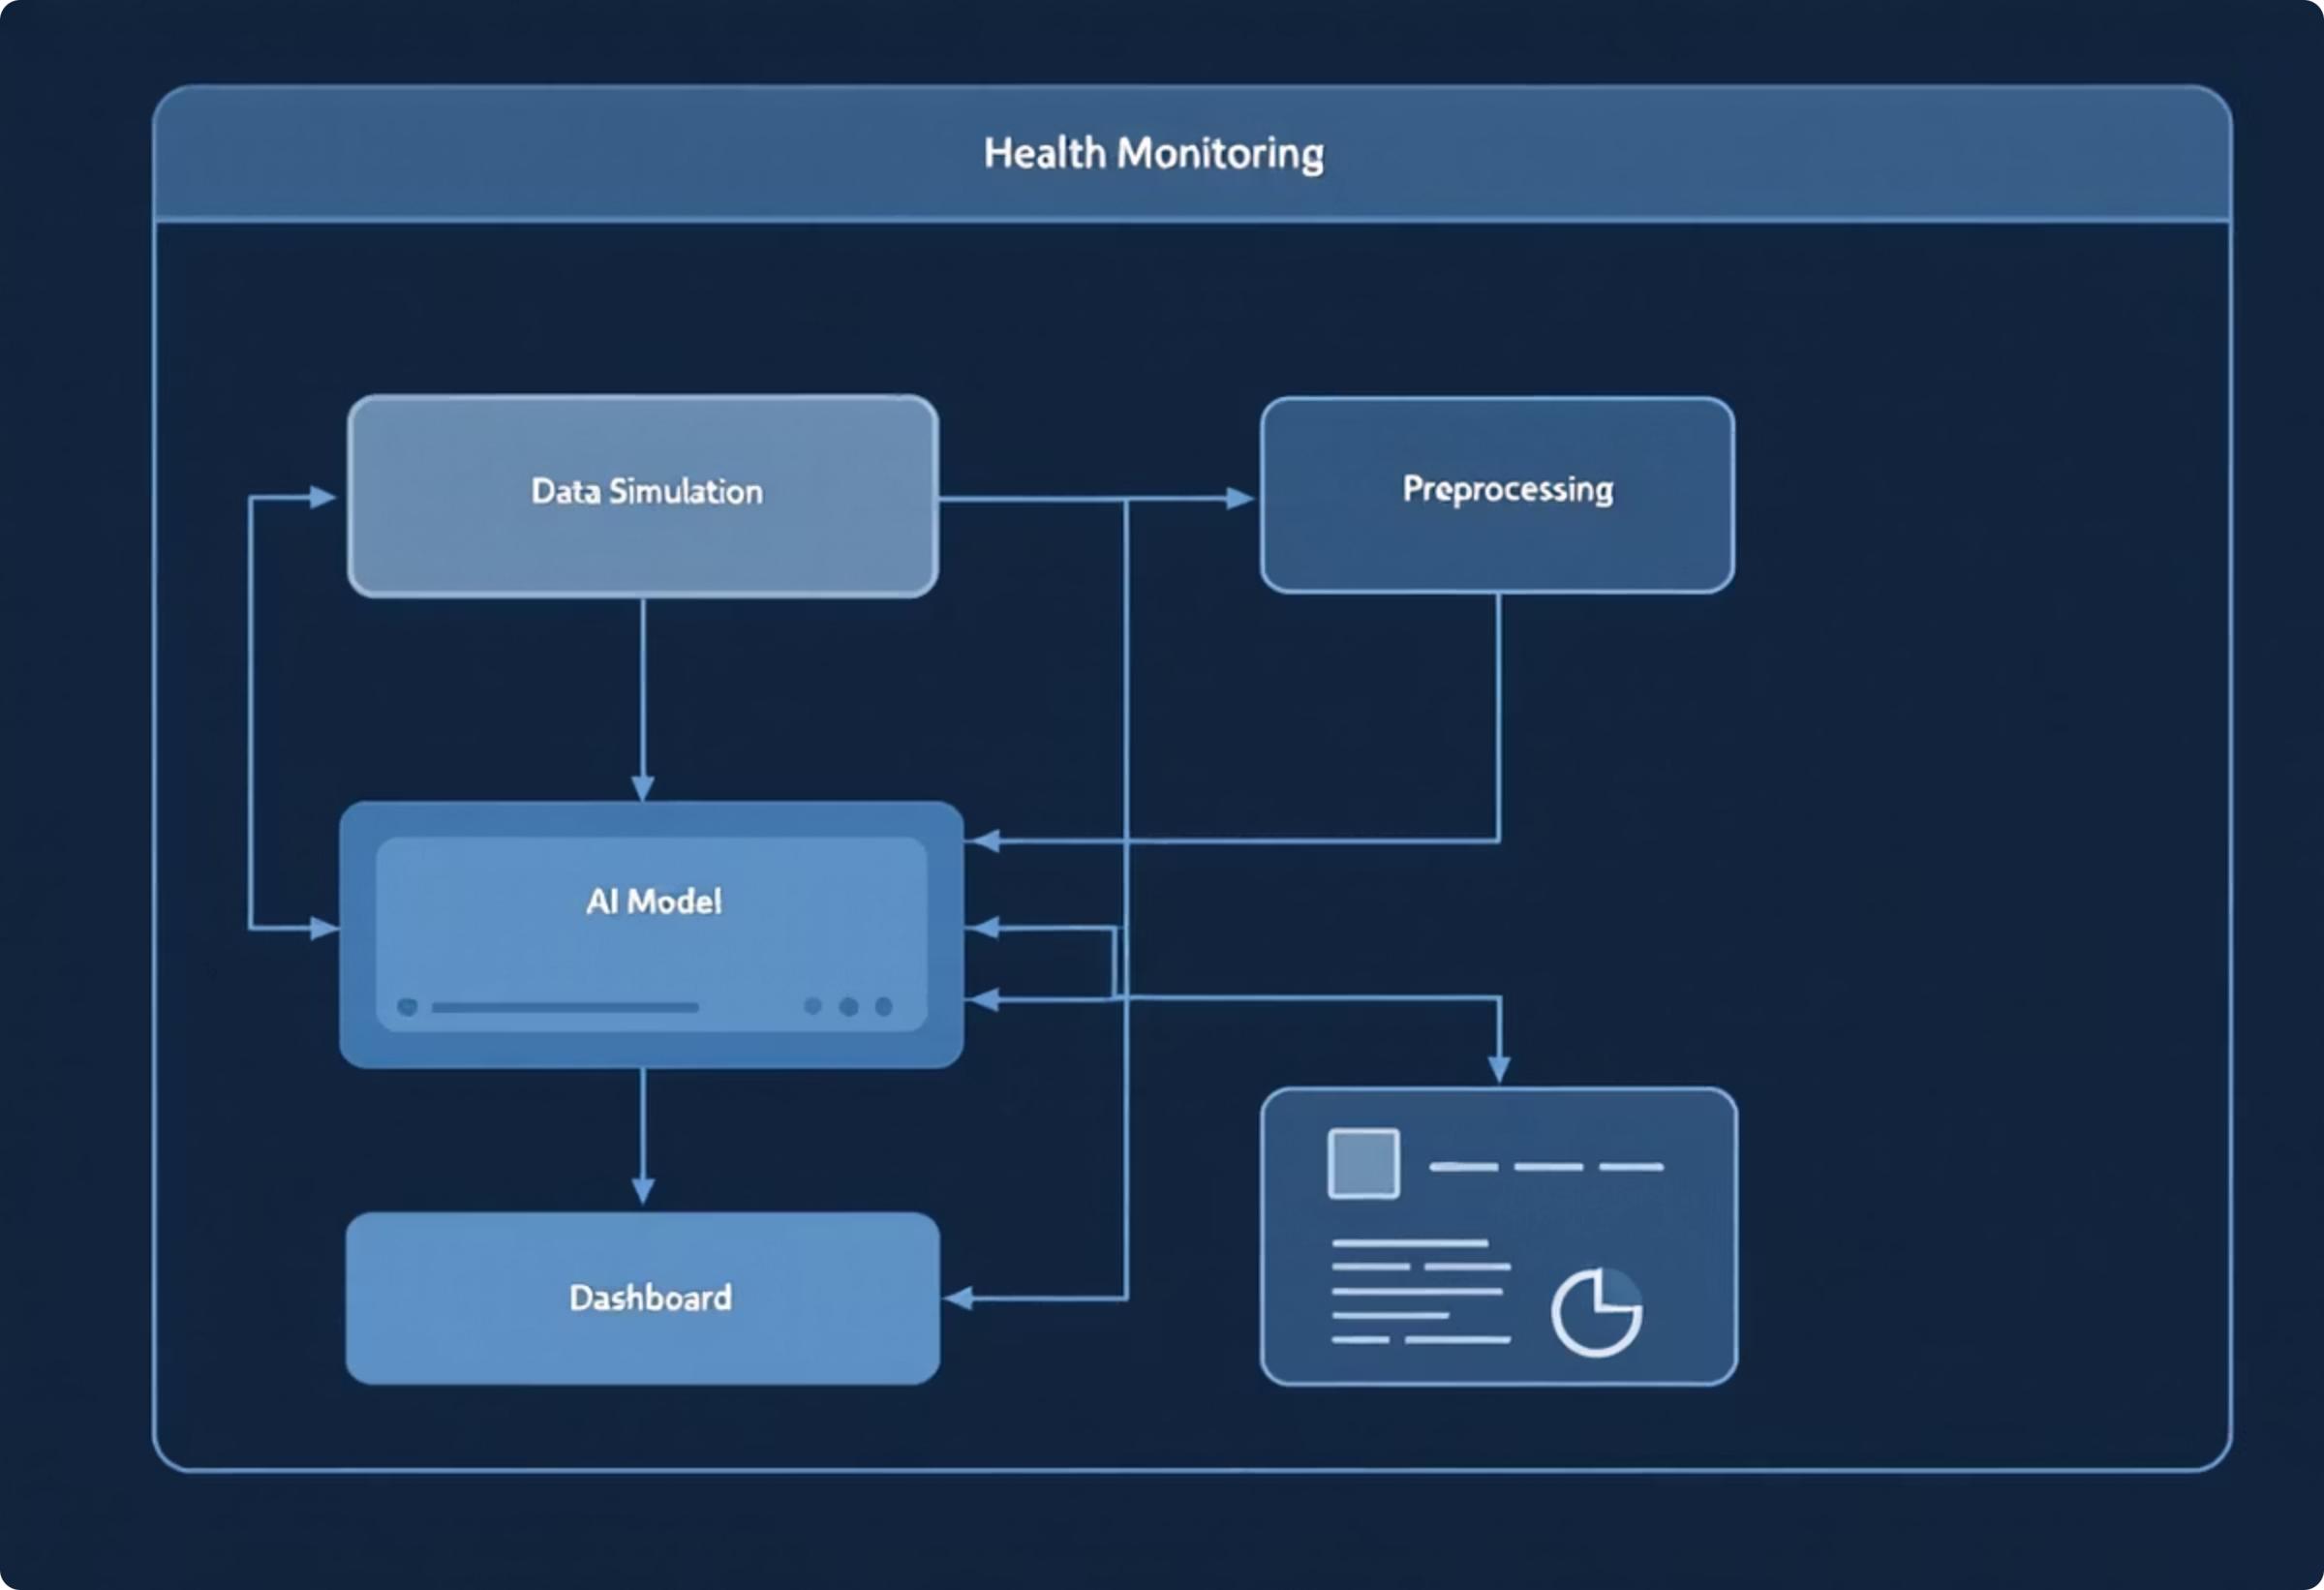 Health Monitoring
Data Simulation
Preprocessing
AI Model
Dashboard